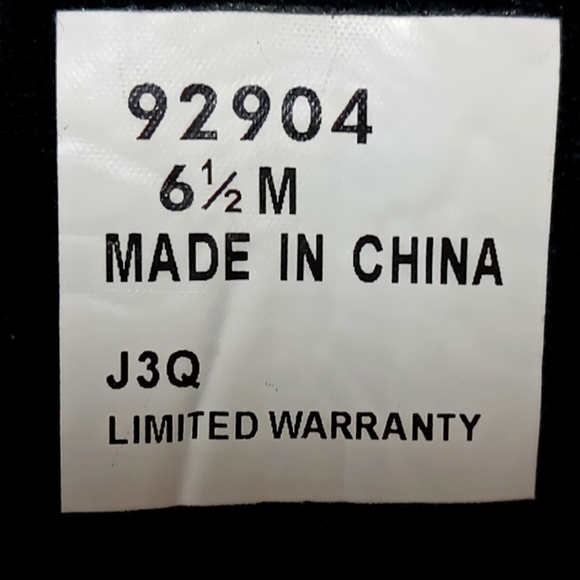 92904
6½ M
MADE IN CHINA
J3Q
LIMITED WARRANTY